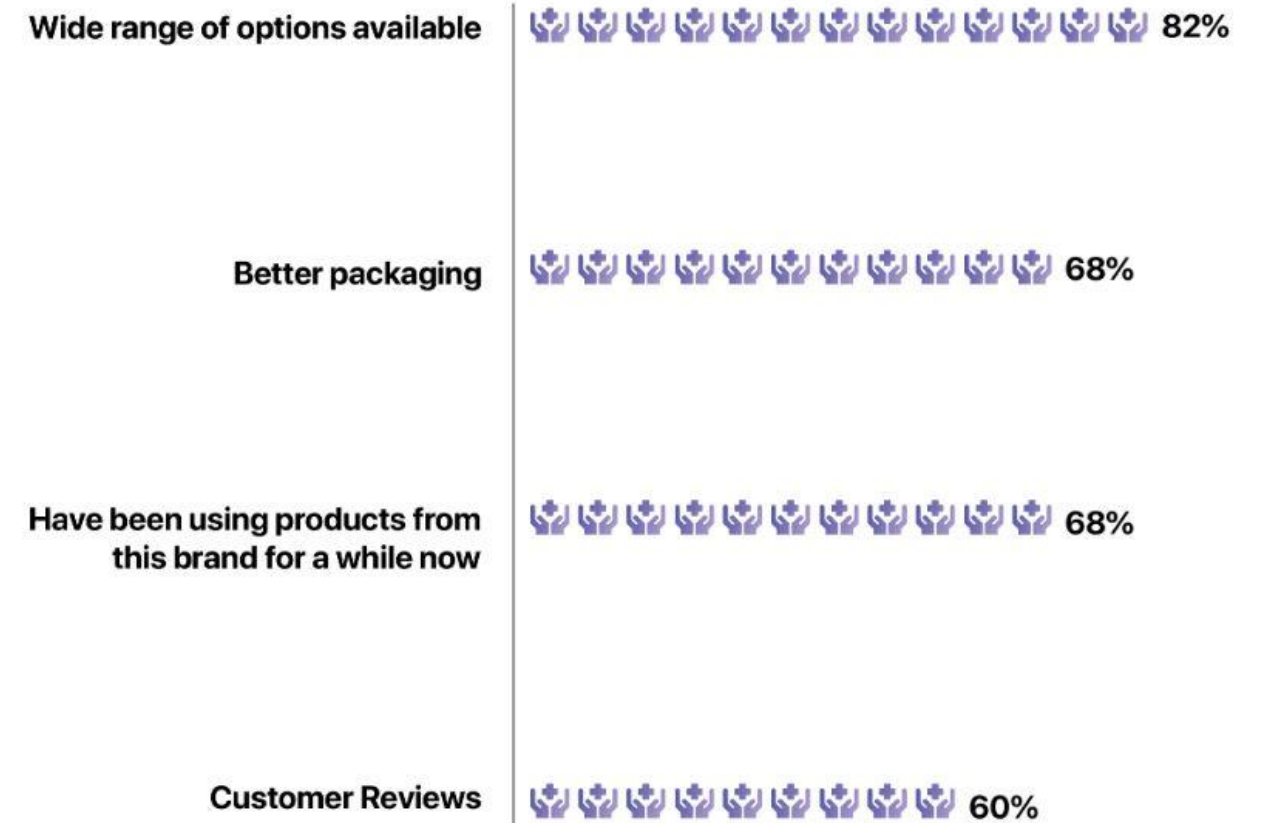 Wide range of options available 82%
Better packaging 68%
Have been using products from
this brand for a while now 68%
Customer Reviews 60%